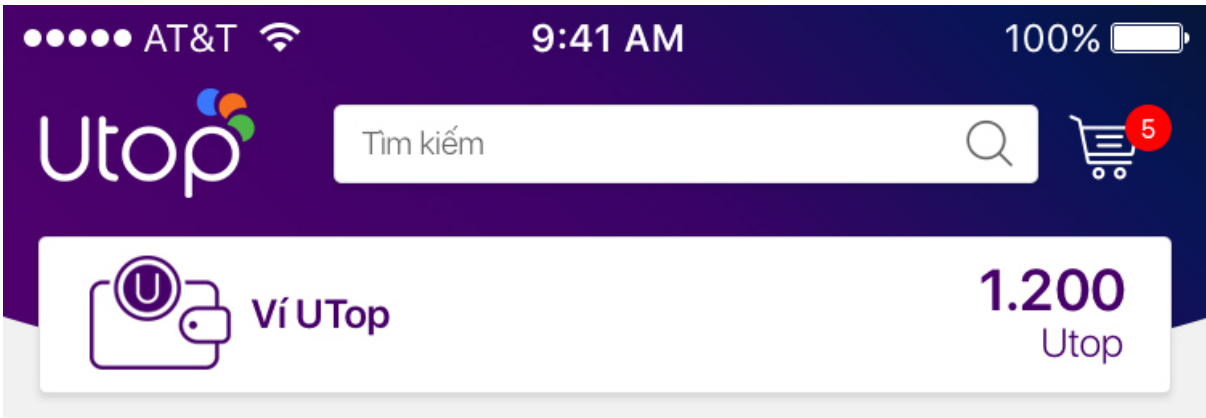 AT&T 9:41 AM 100%
Utop Tìm kiếm 5
U Ví UTop 1.200
Utop